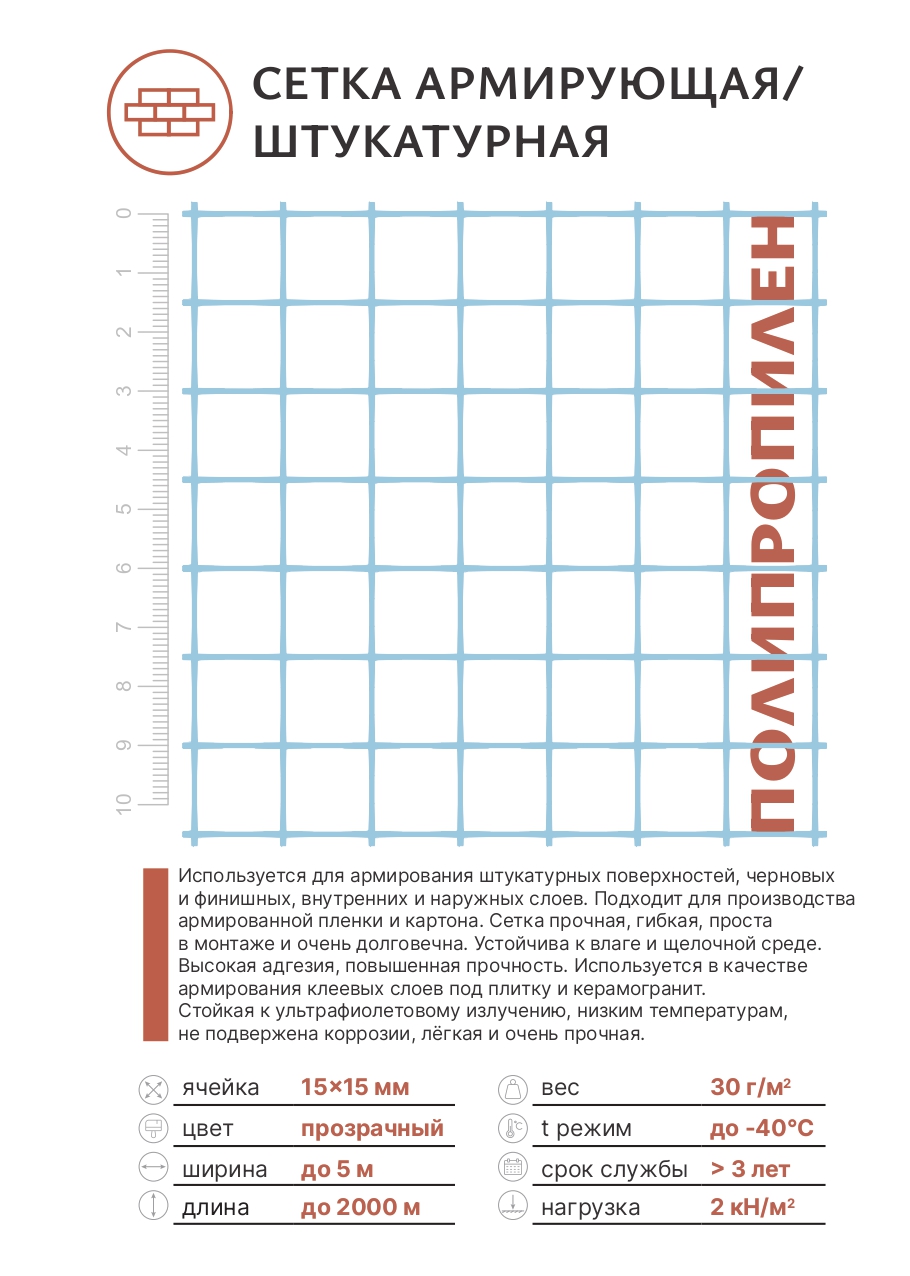 СЕТКА АРМИРУЮЩАЯ/
ШТУКАТУРНАЯ
0
1
2
3
4
5
6
7
8
9
10
ПОЛИПРОПИЛЕН
Используется для армирования штукатурных поверхностей, черновых
и финишных, внутренних и наружных слоев. Подходит для производства
армированной пленки и картона. Сетка прочная, гибкая, проста
в монтаже и очень долговечна. Устойчива к влаге и щелочной среде.
Высокая адгезия, повышенная прочность. Используется в качестве
армирования клеевых слоев под плитку и керамогранит.
Стойкая к ультрафиолетовому излучению, низким температурам,
не подвержена коррозии, лёгкая и очень прочная.
ячейка 15×15 мм
цвет прозрачный
ширина до 5 м
длина до 2000 м
вес 30 г/м²
°C
t режим до -40°C
срок службы > 3 лет
нагрузка 2 кН/м²